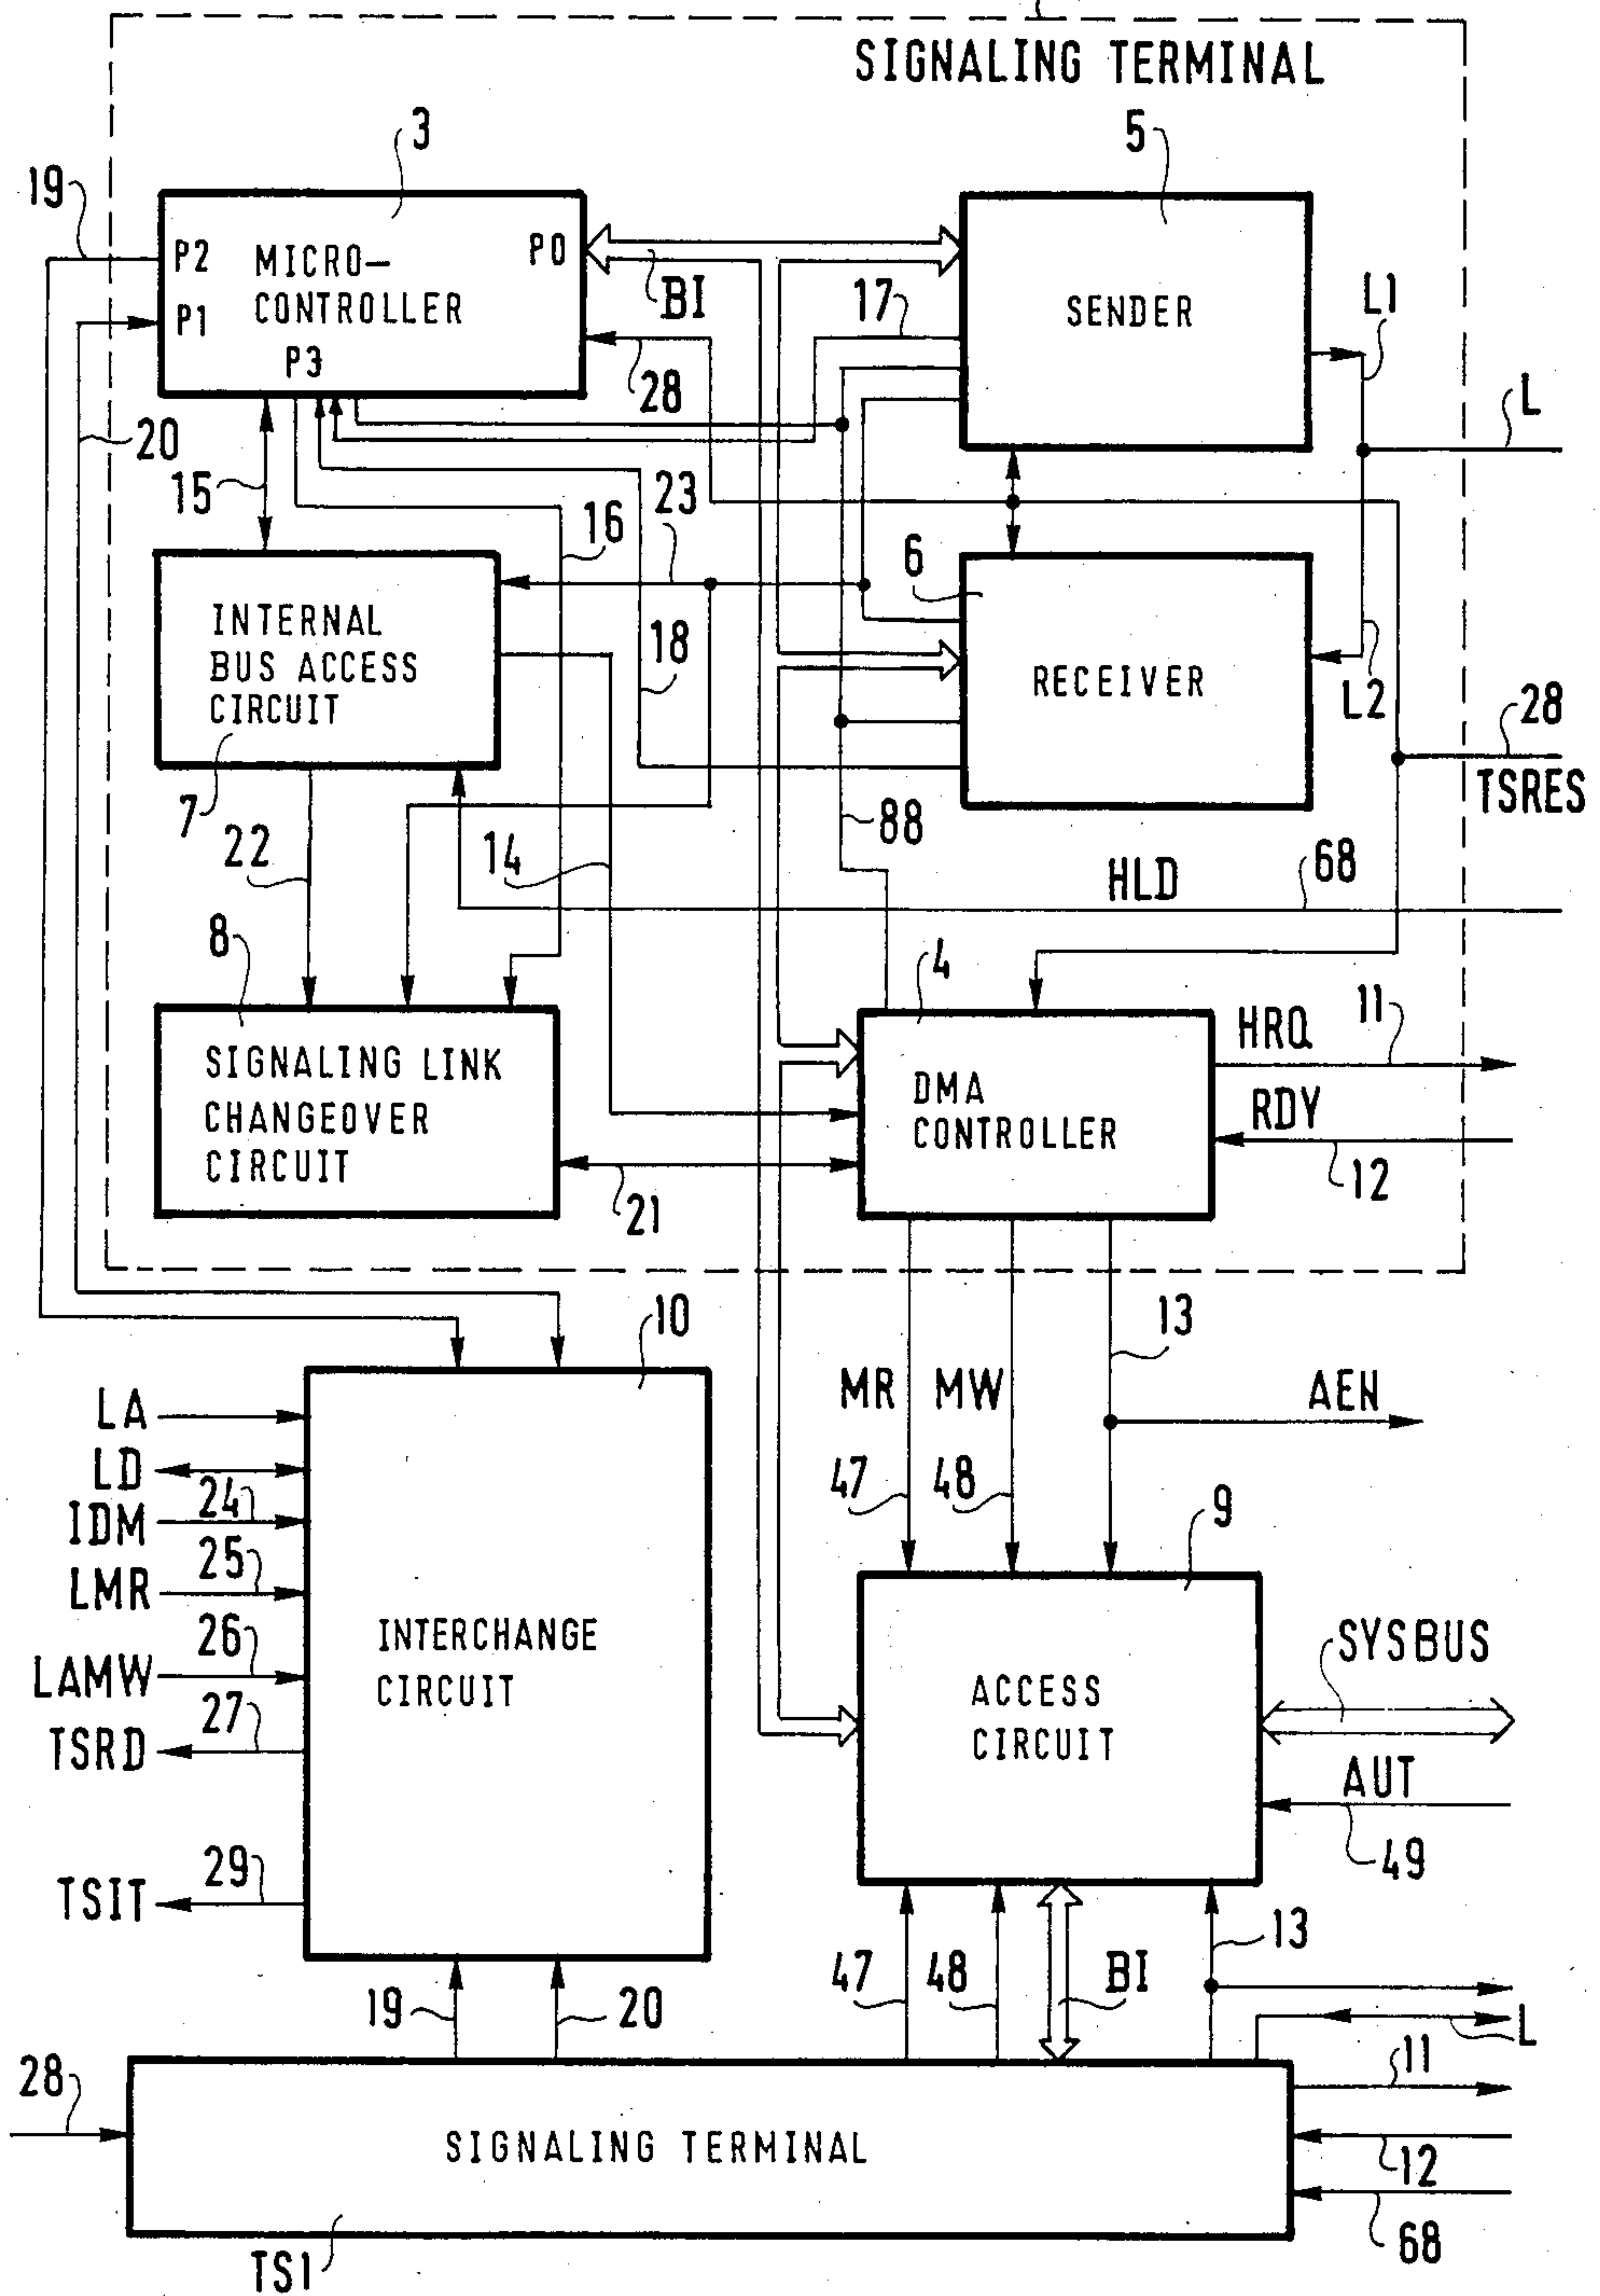 SIGNALING TERMINAL
3
5
19
P2
MICRO-
CONTROLLER
P0
P1
P3
BI
17
SENDER
L1
28
L
20
15
16
23
6
INTERNAL
BUS ACCESS
CIRCUIT
18
RECEIVER
L2
28
TSRES
7
22
14
88
HLD
68
8
4
HRQ
11
SIGNALING LINK
CHANGEOVER
CIRCUIT
DMA
CONTROLLER
RDY
12
21
10
13
LA
MR
MW
AEN
LD
24
47
48
IDM
9
25
LMR
26
INTERCHANGE
CIRCUIT
SYSBUS
LAMW
27
ACCESS
CIRCUIT
TSRD
AUT
29
49
TSIT
13
47
48
BI
19
20
L
28
11
SIGNALING TERMINAL
12
68
TS1